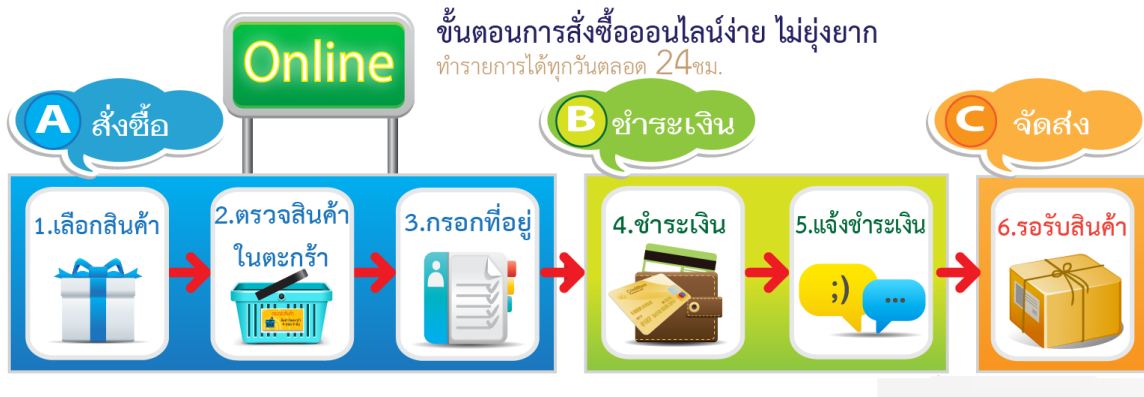 Online
ขั้นตอนการสั่งซื้อออนไลน์ง่าย ไม่ยุ่งยาก
ทำรายการได้ทุกวันตลอด 24ชม.
A สั่งซื้อ
B ชำระเงิน
C จัดส่ง
1.เลือกสินค้า
2.ตรวจสินค้า
ในตะกร้า
3.กรอกที่อยู่
4.ชำระเงิน
5.แจ้งชำระเงิน
;)
...
6.รอรับสินค้า